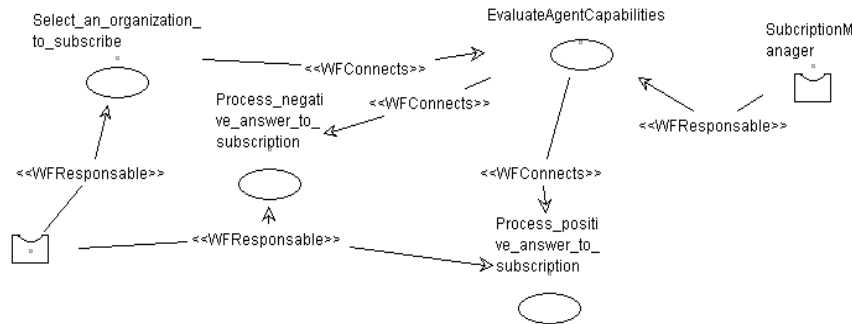 Select_an_organization_
to_subscribe
EvaluateAgentCapabilities
SubcriptionM
anager
<<WFConnects>>
Process_negati
ve_answer_to_
subscription
<<WFConnects>>
<<WFResponsable>>
<<WFResponsable>>
<<WFConnects>>
<<WFResponsable>>
Process_positi
ve_answer_to_
subscription